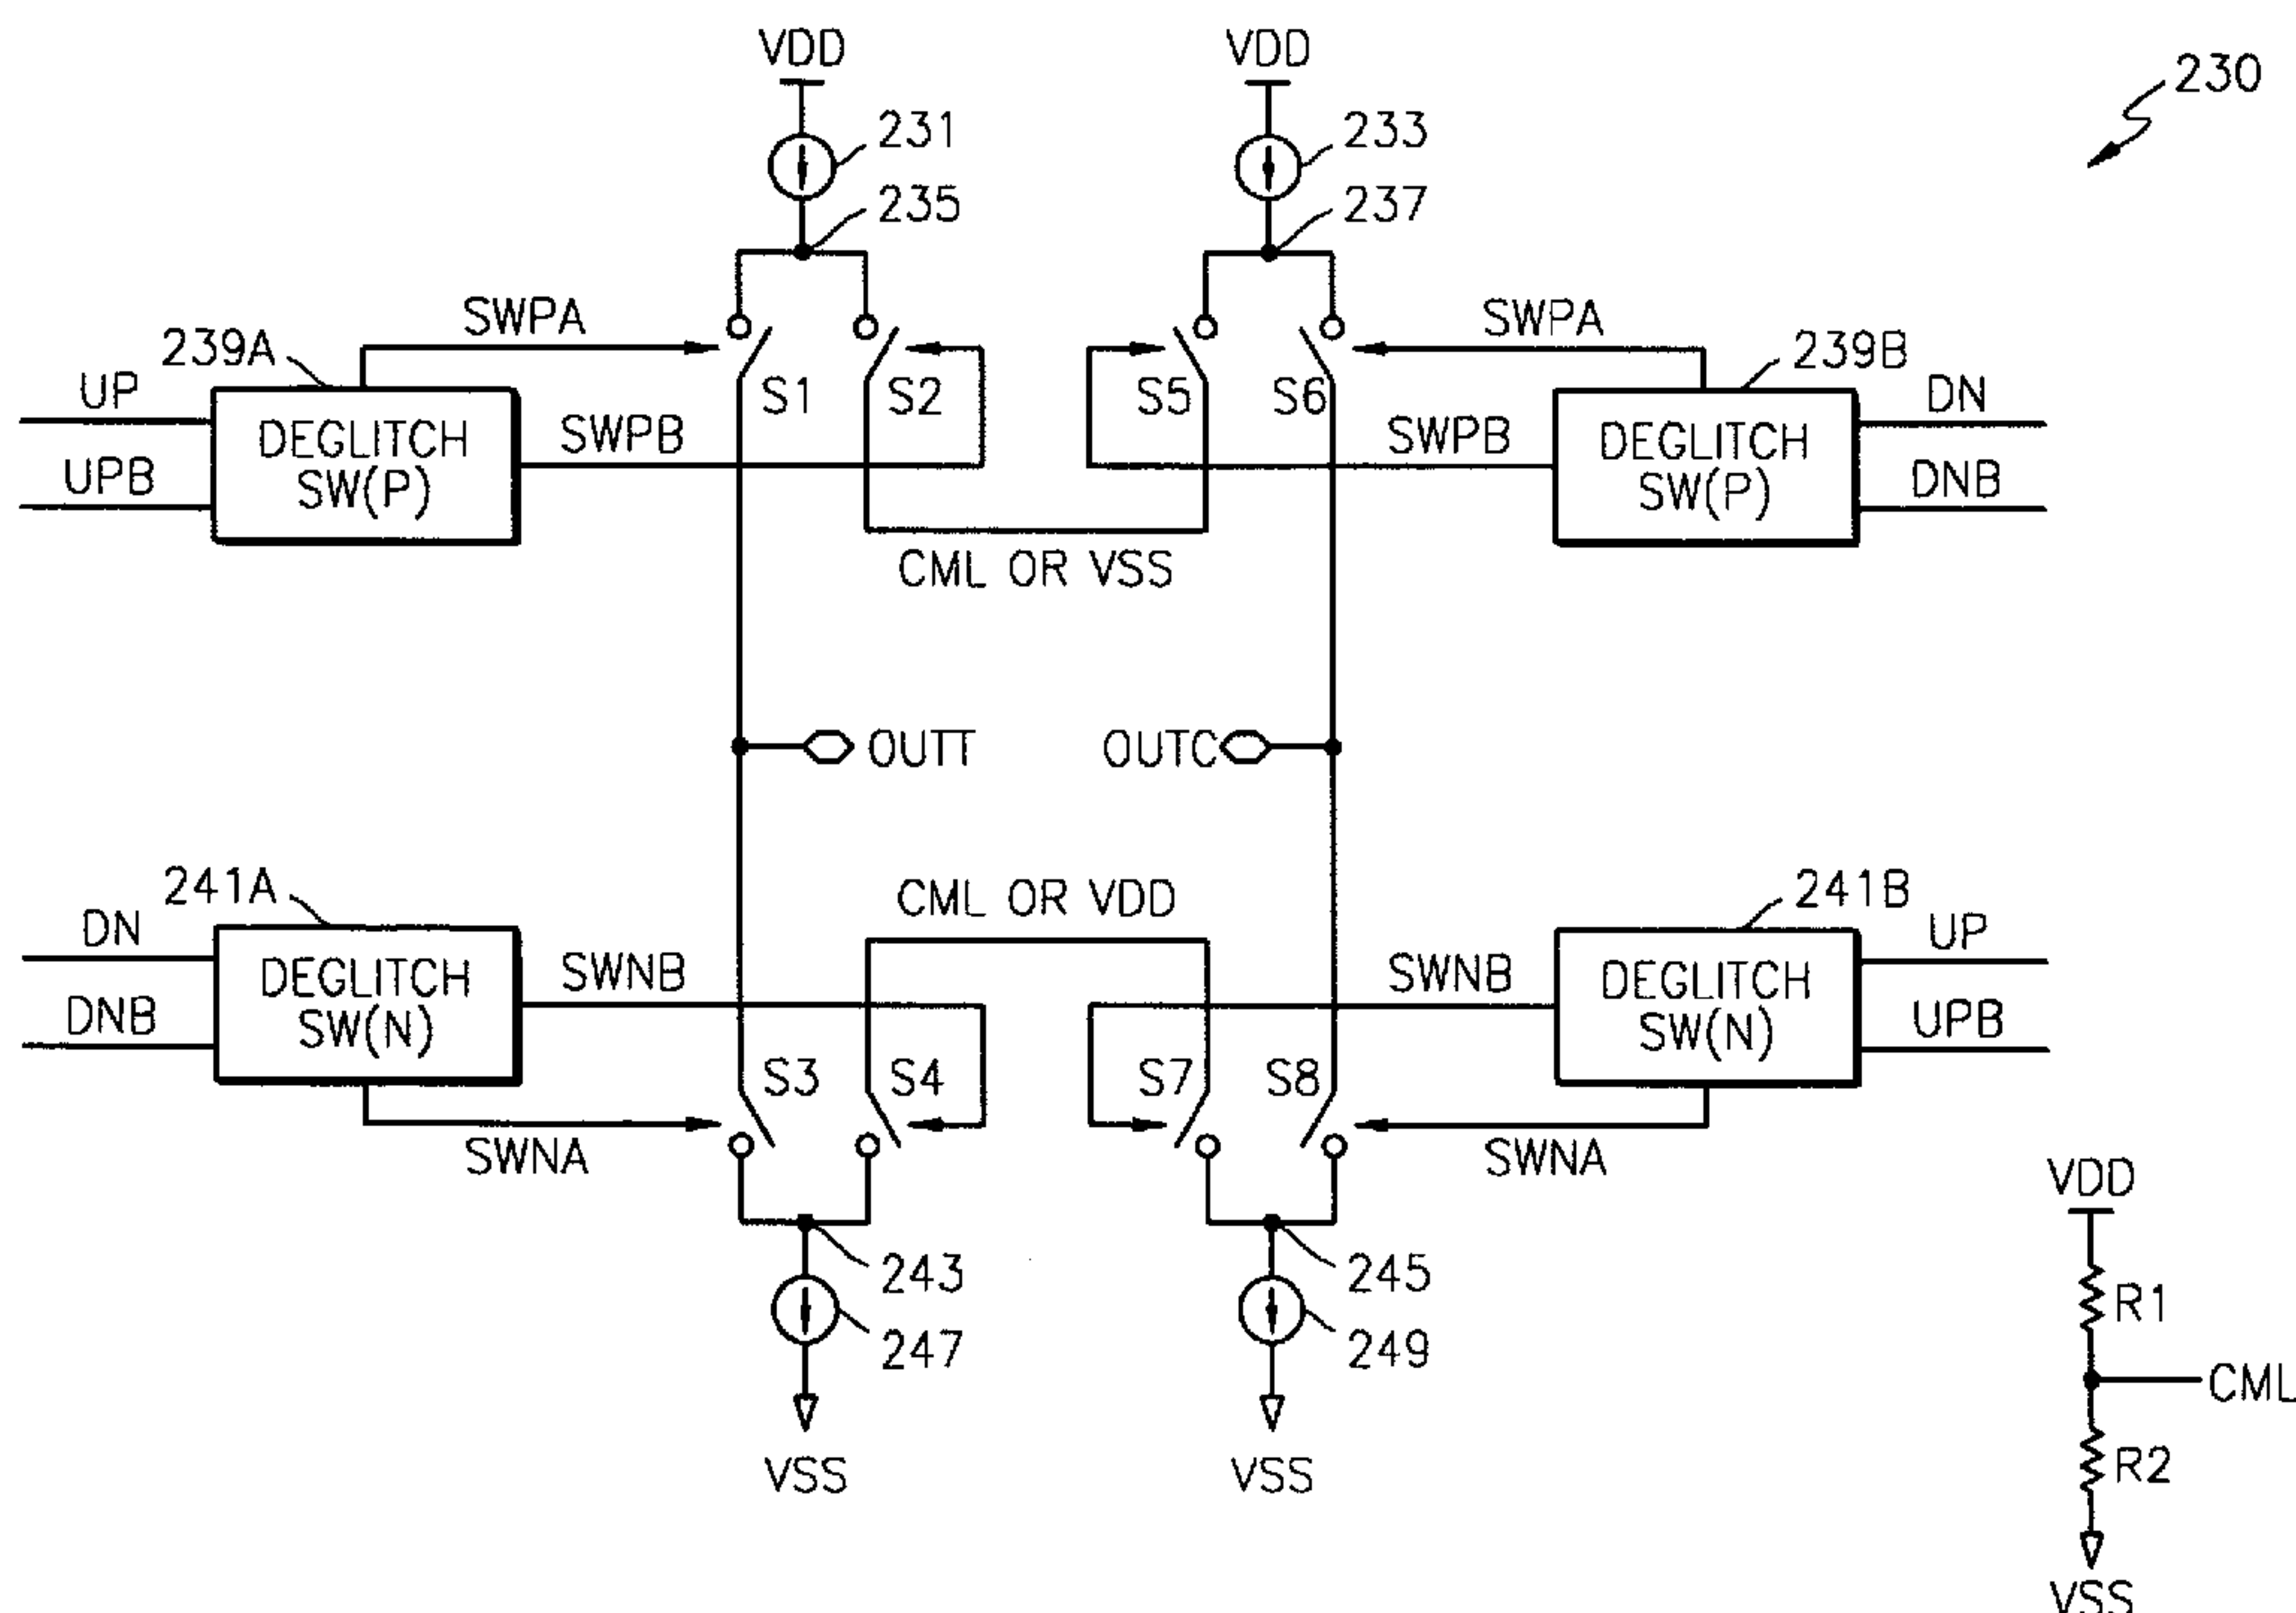 VDD
VDD
230
231
233
235
237
SWPA
SWPA
239A
239B
UP
DN
S1
S2
S5
S6
DEGLITCH
SW(P)
SWPB
SWPB
DEGLITCH
SW(P)
UPB
DNB
CML OR VSS
OUTT
OUTC
241A
CML OR VDD
241B
DN
UP
DEGLITCH
SW(N)
SWNB
SWNB
DEGLITCH
SW(N)
DNB
UPB
S3
S4
S7
S8
SWNA
SWNA
VDD
243
245
R1
247
249
CML
VSS
VSS
R2
VSS